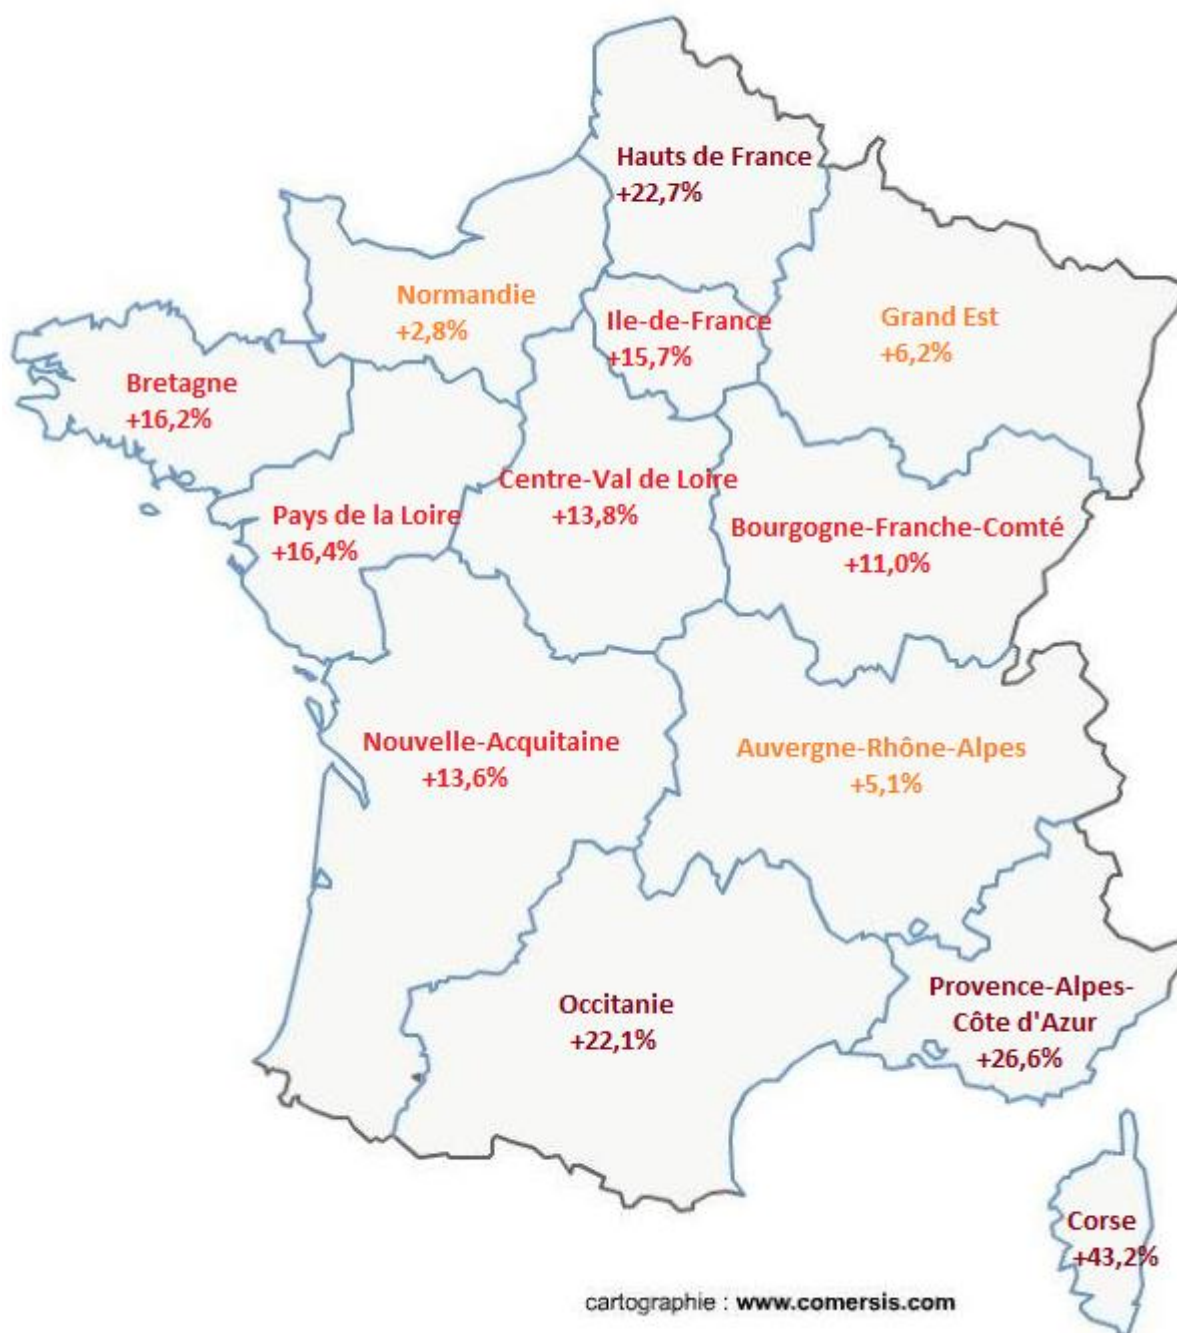 Hauts de France
+22,7%
Normandie
+2,8%
Ile-de-France
+15,7%
Grand Est
+6,2%
Bretagne
+16,2%
Pays de la Loire
+16,4%
Centre-Val de Loire
+13,8%
Bourgogne-Franche-Comté
+11,0%
Nouvelle-Acquitaine
+13,6%
Auvergne-Rhône-Alpes
+5,1%
Occitanie
+22,1%
Provence-Alpes-
Côte d'Azur
+26,6%
Corse
+43,2%
cartographie : www.comersis.com